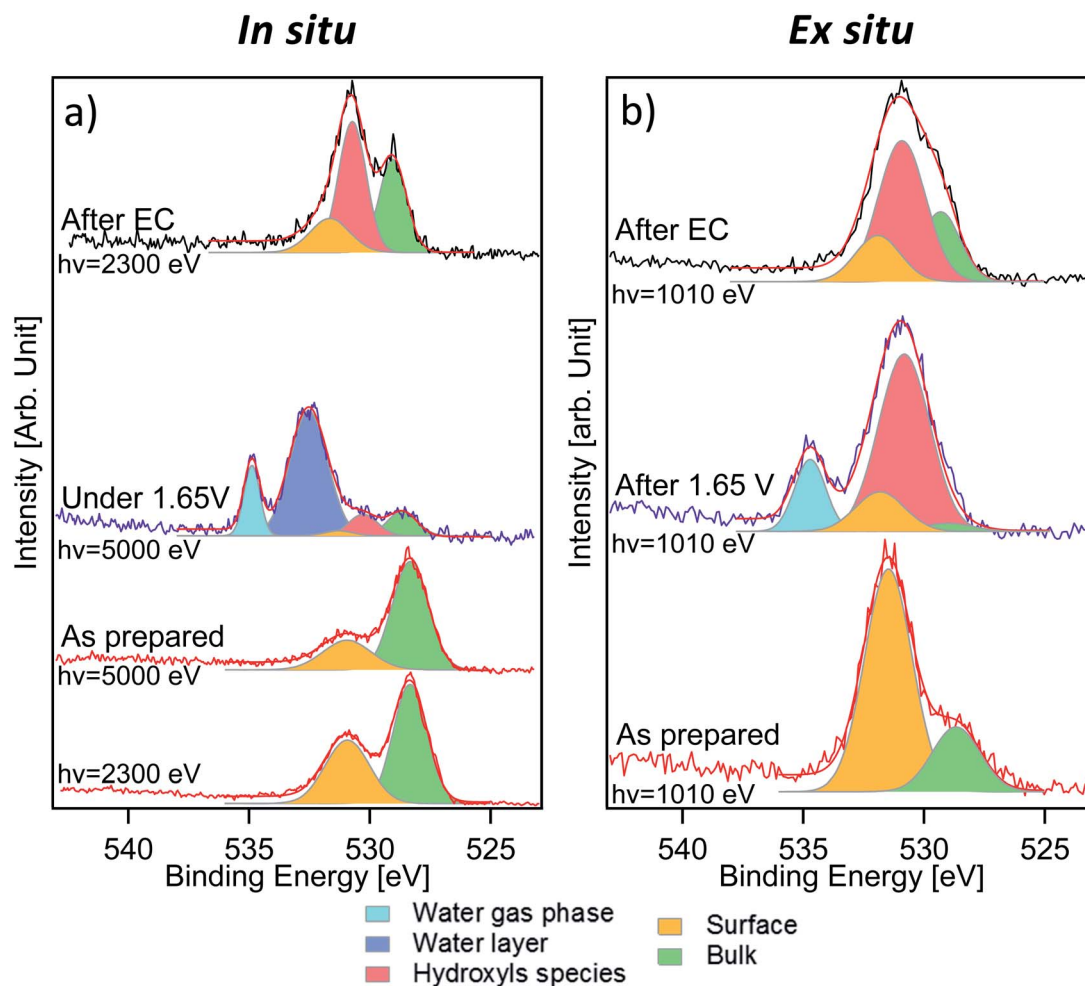 In situ
Ex situ
a)
After EC
hv=2300 eV
Under 1.65V
hv=5000 eV
As prepared
hv=5000 eV
hv=2300 eV
Intensity [Arb. Unit]
540 535 530 525
Binding Energy [eV]
b)
After EC
hv=1010 eV
After 1.65 V
hv=1010 eV
As prepared
hv=1010 eV
Intensity [arb. Unit]
540 535 530 525
Binding Energy [eV]
Water gas phase
Water layer
Hydroxyls species
Surface
Bulk